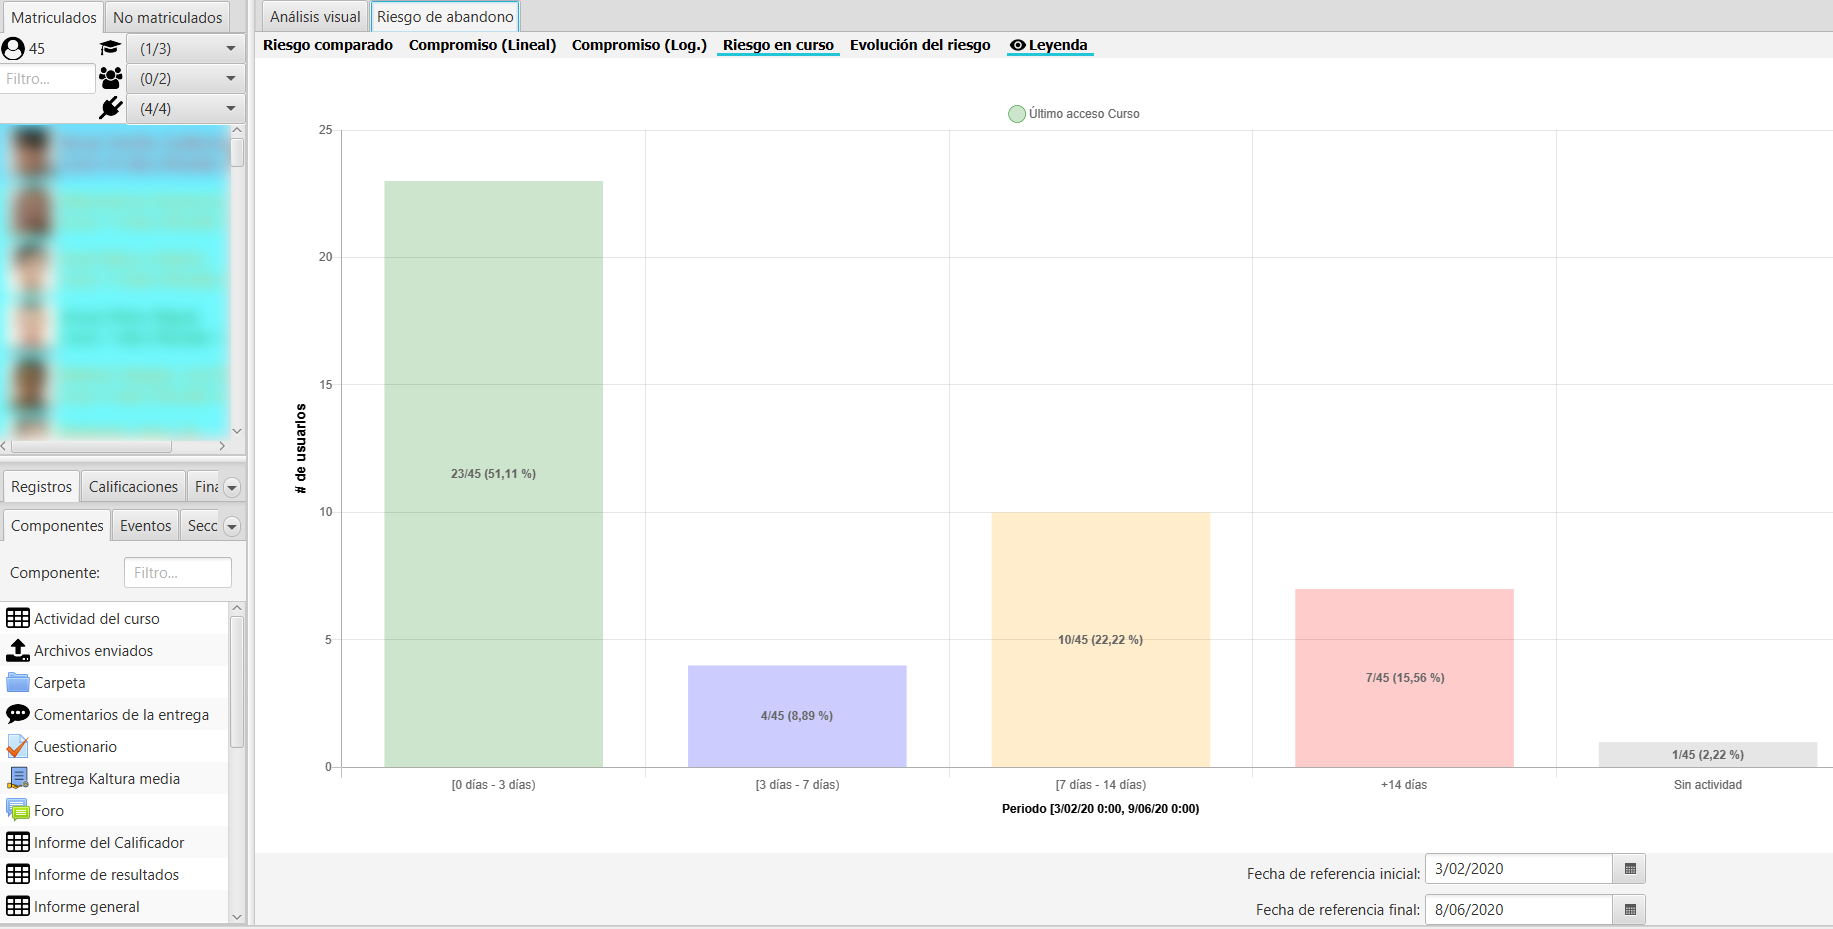 Matriculados
No matriculados
45
(1/3)
Filtro...
(0/2)
(4/4)
Registros
Calificaciones
Fina
Componentes
Eventos
Secc
Componente:
Filtro...
Actividad del curso
Archivos enviados
Carpeta
Comentarios de la entrega
Cuestionario
Entrega Kaltura media
Foro
Informe del Calificador
Informe de resultados
Informe general
Análisis visual
Riesgo de abandono
Riesgo comparado
Compromiso (Lineal)
Compromiso (Log.)
Riesgo en curso
Evolución del riesgo
Leyenda
Último acceso Curso
# de usuarios
25
20
15
10
5
0
23/45 (51,11 %)
4/45 (8,89 %)
10/45 (22,22 %)
7/45 (15,56 %)
1/45 (2,22 %)
[0 días - 3 días)
[3 días - 7 días)
[7 días - 14 días)
+14 días
Sin actividad
Periodo [3/02/20 0:00, 9/06/20 0:00)
Fecha de referencia inicial:
3/02/2020
Fecha de referencia final:
8/06/2020